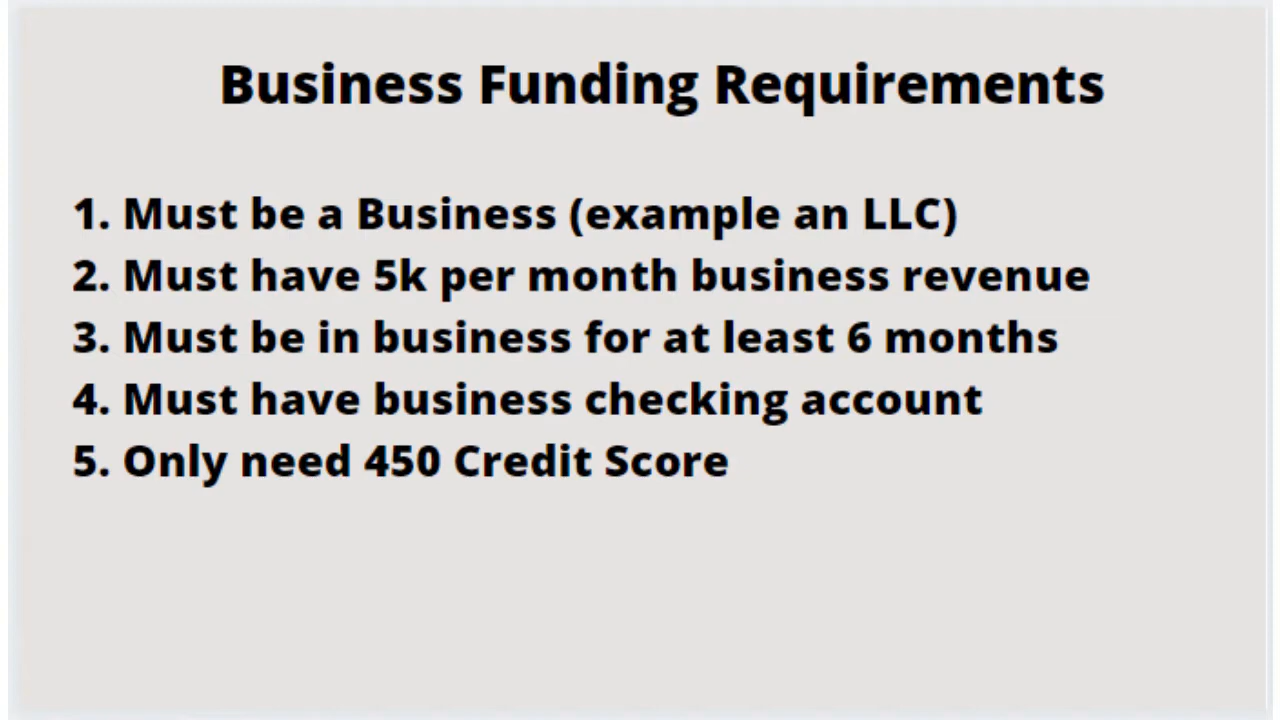 Business Funding Requirements
1. Must be a Business (example an LLC)
2. Must have 5k per month business revenue
3. Must be in business for at least 6 months
4. Must have business checking account
5. Only need 450 Credit Score